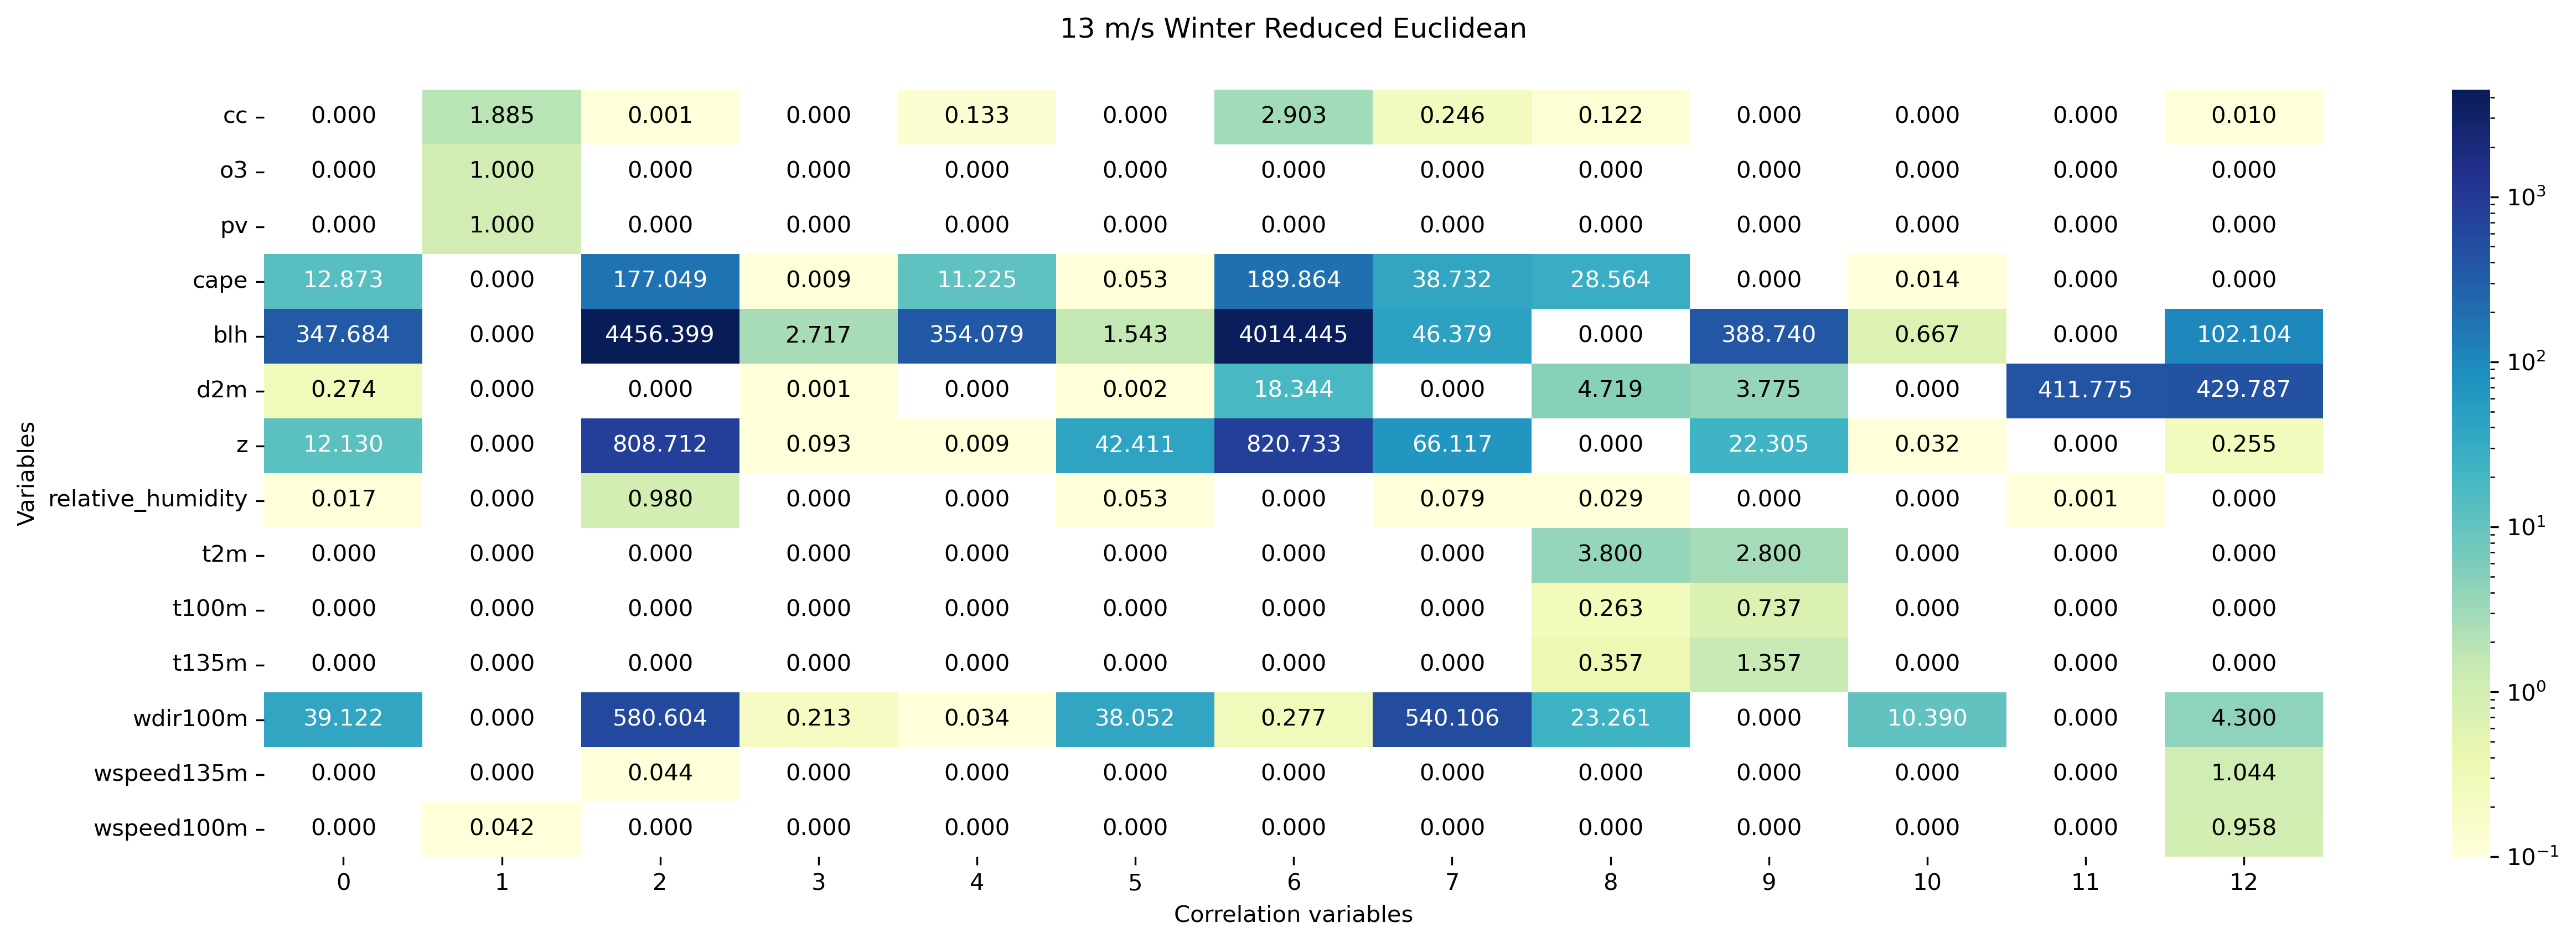 13 m/s Winter Reduced Euclidean
cc 0.000 1.885 0.001 0.000 0.133 0.000 2.903 0.246 0.122 0.000 0.000 0.000 0.010
o3 0.000 1.000 0.000 0.000 0.000 0.000 0.000 0.000 0.000 0.000 0.000 0.000 0.000
pv 0.000 1.000 0.000 0.000 0.000 0.000 0.000 0.000 0.000 0.000 0.000 0.000 0.000
cape 12.873 0.000 177.049 0.009 11.225 0.053 189.864 38.732 28.564 0.000 0.014 0.000 0.000
blh 347.684 0.000 4456.399 2.717 354.079 1.543 4014.445 46.379 0.000 388.740 0.667 0.000 102.104
d2m 0.274 0.000 0.000 0.001 0.000 0.002 18.344 0.000 4.719 3.775 0.000 411.775 429.787
z 12.130 0.000 808.712 0.093 0.009 42.411 820.733 66.117 0.000 22.305 0.032 0.000 0.255
relative_humidity 0.017 0.000 0.980 0.000 0.000 0.053 0.000 0.079 0.029 0.000 0.000 0.001 0.000
t2m 0.000 0.000 0.000 0.000 0.000 0.000 0.000 0.000 3.800 2.800 0.000 0.000 0.000
t100m 0.000 0.000 0.000 0.000 0.000 0.000 0.000 0.000 0.263 0.737 0.000 0.000 0.000
t135m 0.000 0.000 0.000 0.000 0.000 0.000 0.000 0.000 0.357 1.357 0.000 0.000 0.000
wdir100m 39.122 0.000 580.604 0.213 0.034 38.052 0.277 540.106 23.261 0.000 10.390 0.000 4.300
wspeed135m 0.000 0.000 0.044 0.000 0.000 0.000 0.000 0.000 0.000 0.000 0.000 0.000 1.044
wspeed100m 0.000 0.042 0.000 0.000 0.000 0.000 0.000 0.000 0.000 0.000 0.000 0.000 0.958
0 1 2 3 4 5 6 7 8 9 10 11 12
Correlation variables
Variables
10³
10²
10¹
10⁰
10⁻¹